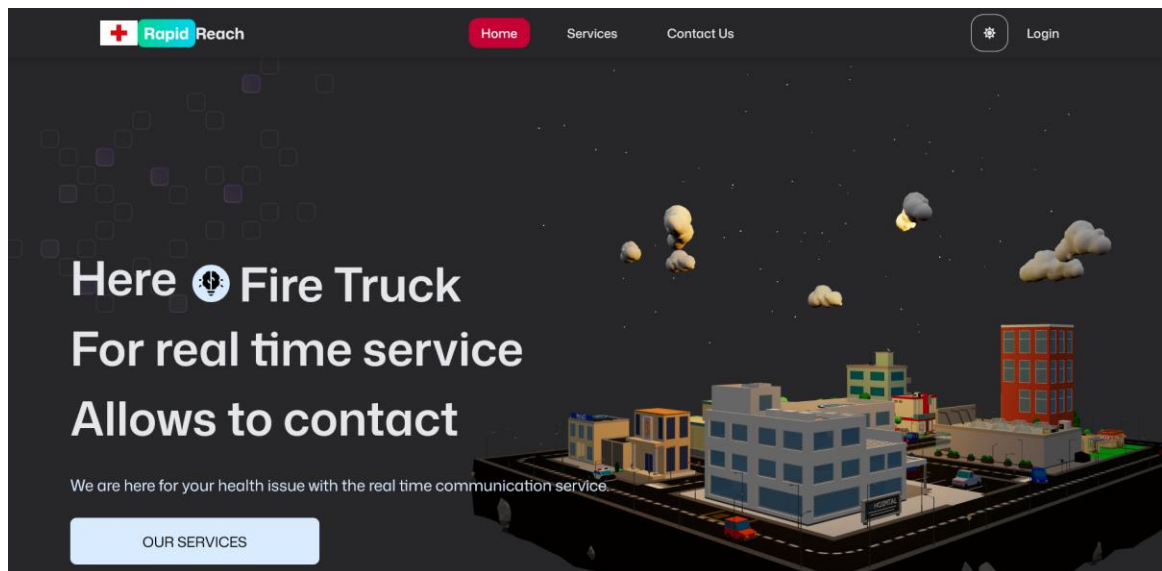 Rapid Reach
Home
Services
Contact Us
Login
Here Fire Truck
For real time service
Allows to contact
We are here for your health issue with the real time communication service.
OUR SERVICES
HOSPITAL